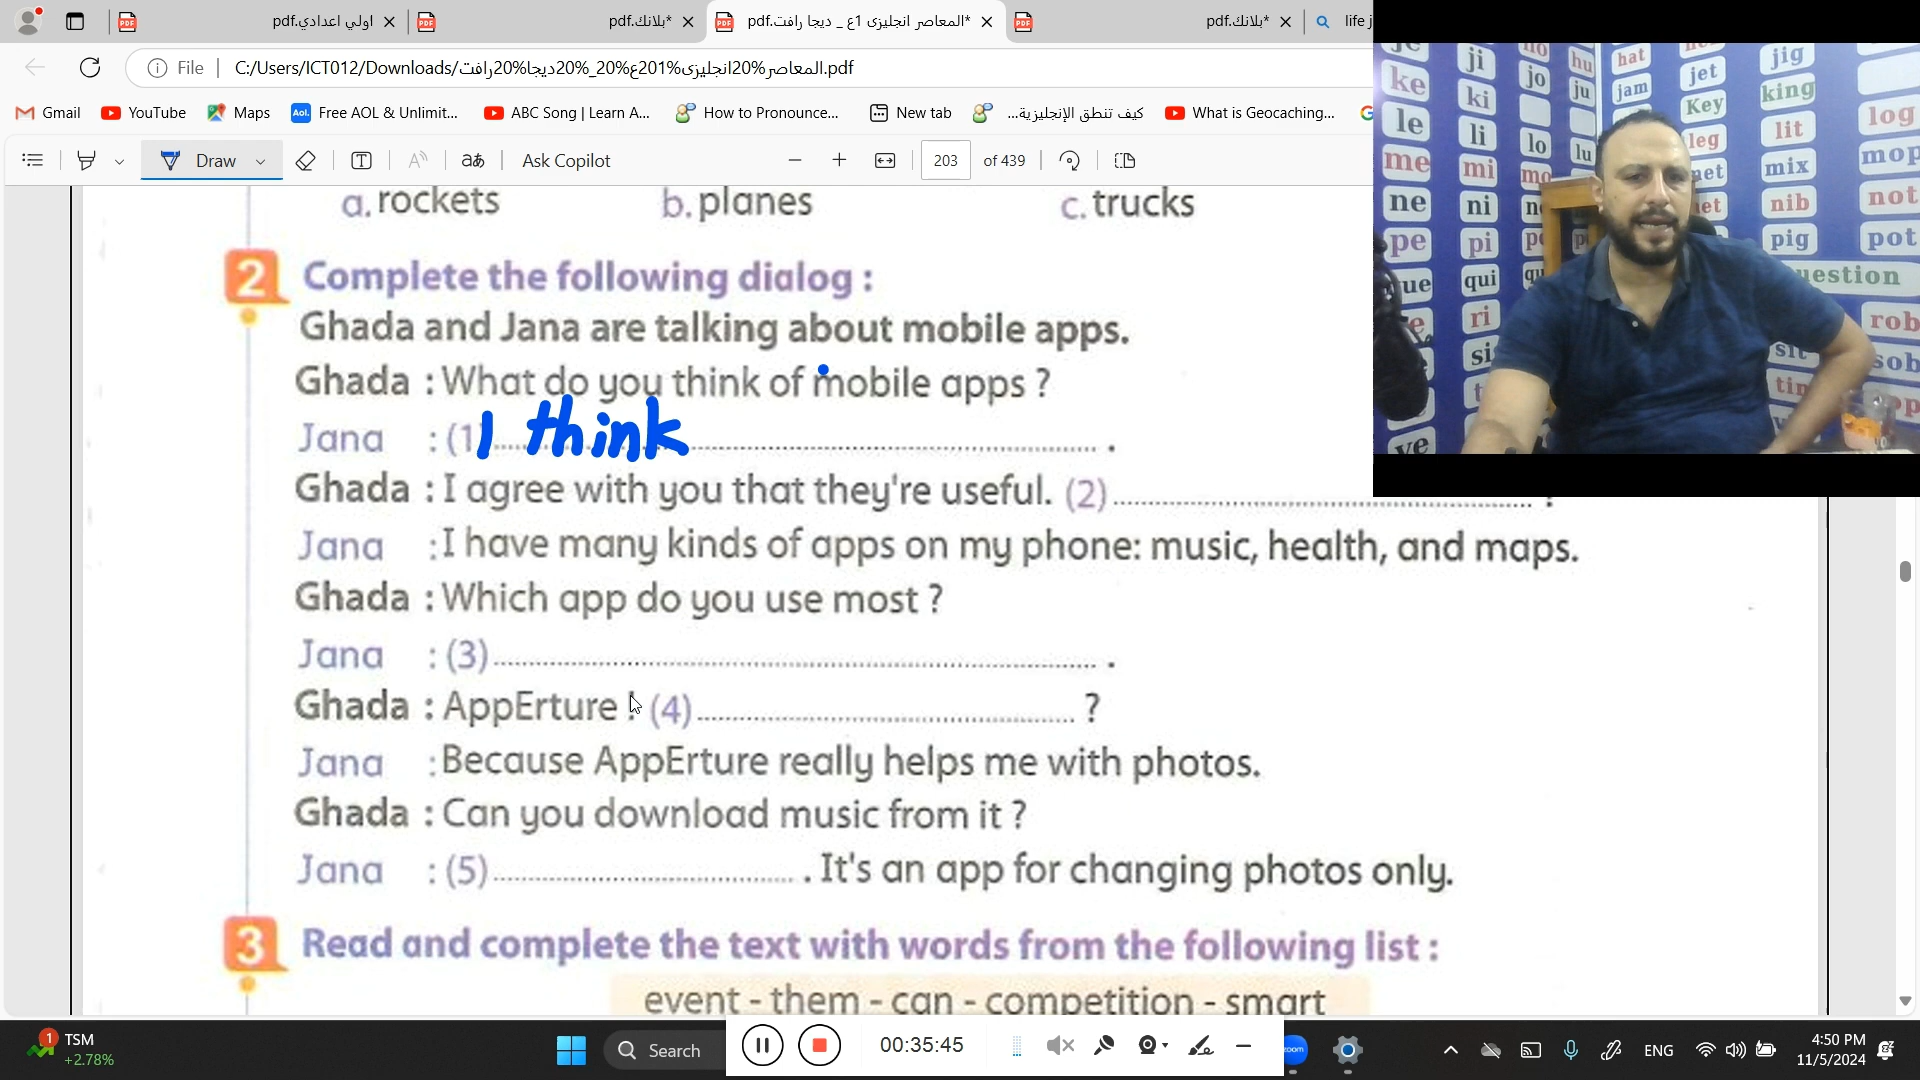 اولي اعدادي.pdf
*بلانك.pdf
*المعاصر انجليزى 1ع _ ديجا رافت.pdf
*بلانك.pdf
life j
File
C:/Users/ICT012/Downloads/المعاصر%20انجليزى%201ع%20_%20ديجا%20رافت.pdf
Gmail
YouTube
Maps
Aol.
Free AOL & Unlimit...
ABC Song | Learn A...
How to Pronounce...
New tab
كيف تنطق الإنجليزية...
What is Geocaching...
Draw
Ask Copilot
203 of 439
a. rockets b. planes c. trucks
2 Complete the following dialog :
Ghada and Jana are talking about mobile apps.
Ghada : What do you think of mobile apps ?
Jana : (1) I think .
Ghada : I agree with you that they're useful. (2) ?
Jana : I have many kinds of apps on my phone: music, health, and maps.
Ghada : Which app do you use most ?
Jana : (3) .
Ghada : AppErture ! (4) ?
Jana : Because AppErture really helps me with photos.
Ghada : Can you download music from it ?
Jana : (5) . It's an app for changing photos only.
3 Read and complete the text with words from the following list :
event - them - can - competition - smart
ji no hu hat jig
ke jo ju jam jet king
ki Key log
le li lo lu leg lit
me mi mo mix mop
ne ni nib not
pe pi pig pot
qui question
ri rob
si sit sob
ve
1 TSM
+2.78%
Search
00:35:45
zoom
ENG
4:50 PM
11/5/2024